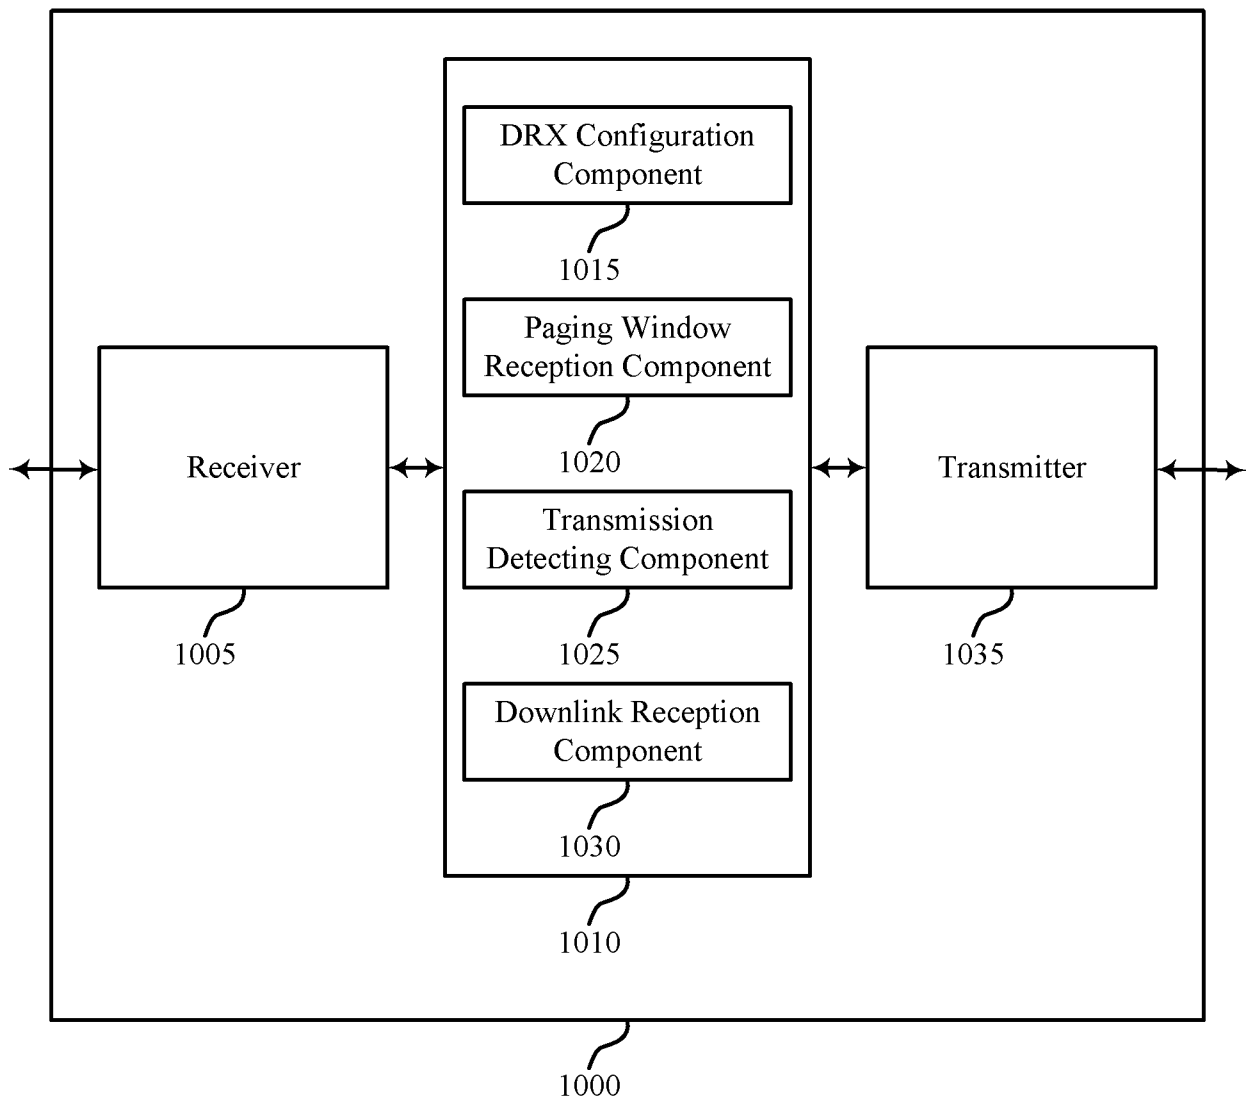 DRX Configuration
Component
1015
Paging Window
Reception Component
1020
Receiver
1005
Transmission
Detecting Component
1025
Transmitter
1035
Downlink Reception
Component
1030
1010
1000